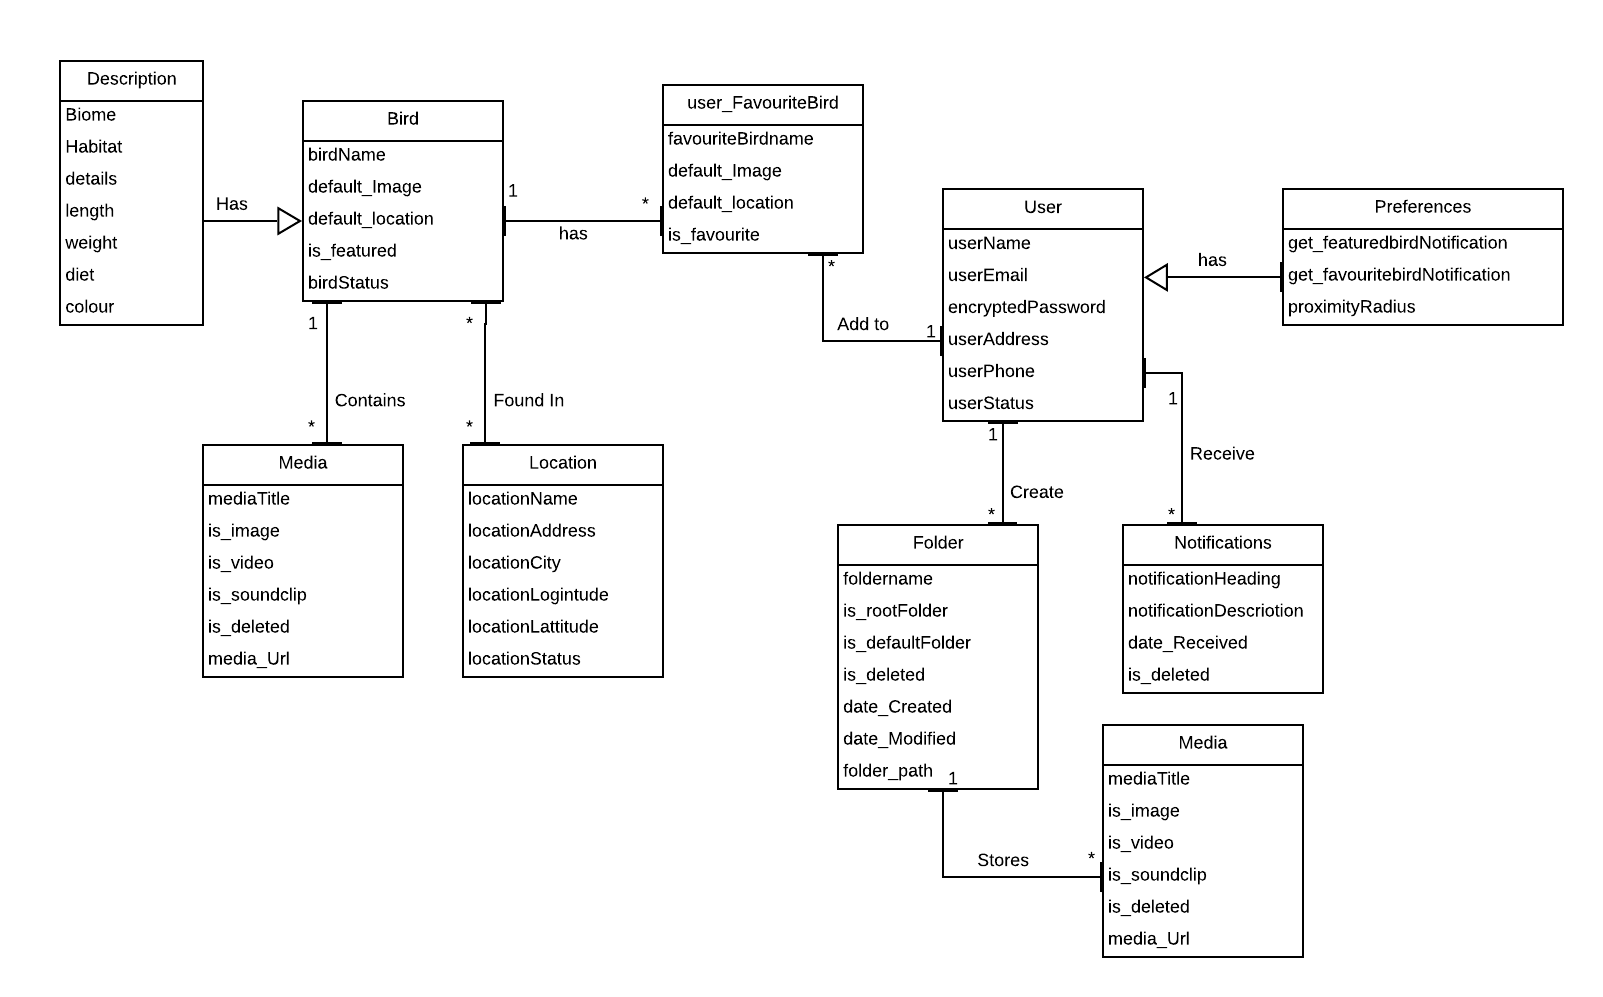 Description
Biome
Habitat
details
length
weight
diet
colour
Has
Bird
birdName
default_Image
default_location
is_featured
birdStatus
1
*
has
user_FavouriteBird
favouriteBirdname
default_Image
default_location
is_favourite
*
Add to
1
User
userName
userEmail
encryptedPassword
userAddress
userPhone
userStatus
has
Preferences
get_featuredbirdNotification
get_favouritebirdNotification
proximityRadius
1
Contains
*
*
Found In
*
Media
mediaTitle
is_image
is_video
is_soundclip
is_deleted
media_Url
Location
locationName
locationAddress
locationCity
locationLogintude
locationLattitude
locationStatus
1
Create
*
1
Receive
*
Folder
foldername
is_rootFolder
is_defaultFolder
is_deleted
date_Created
date_Modified
folder_path
1
Stores
*
Notifications
notificationHeading
notificationDescriotion
date_Received
is_deleted
Media
mediaTitle
is_image
is_video
is_soundclip
is_deleted
media_Url